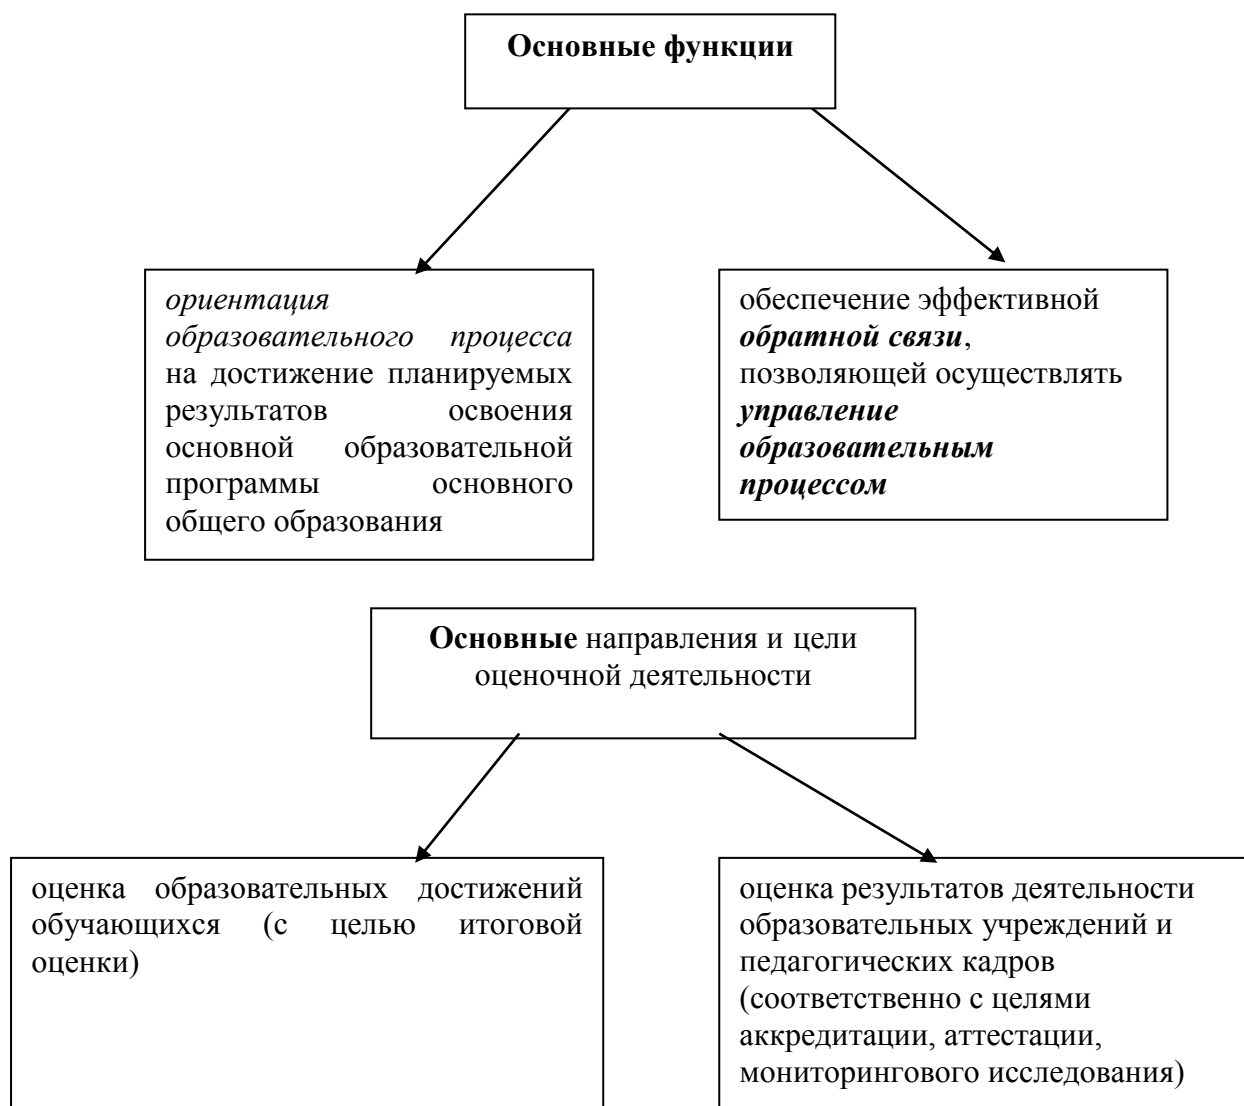 Основные функции
ориентация
образовательного процесса
на достижение планируемых
результатов освоения
основной образовательной
программы основного
общего образования
обеспечение эффективной
обратной связи,
позволяющей осуществлять
управление
образовательным
процессом
Основные направления и цели
оценочной деятельности
оценка образовательных достижений
обучающихся (с целью итоговой
оценки)
оценка результатов деятельности
образовательных учреждений и
педагогических кадров
(соответственно с целями
аккредитации, аттестации,
мониторингового исследования)